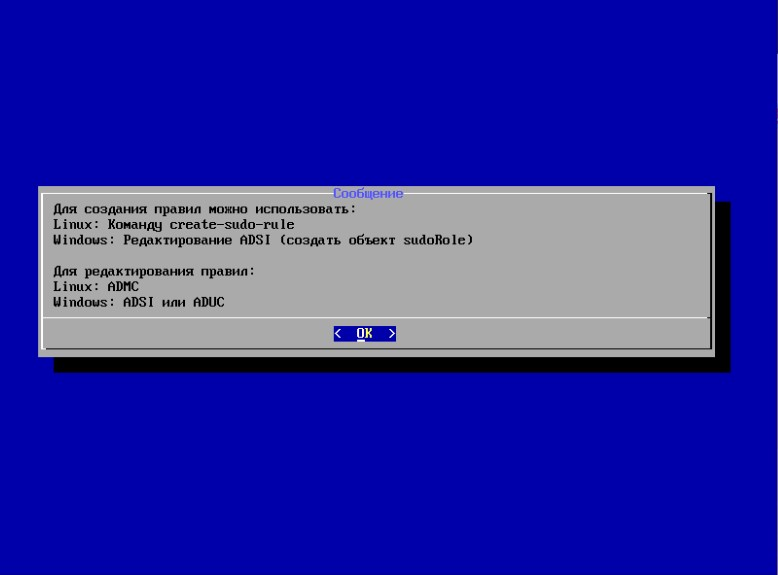 Сообщение
Для создания правил можно использовать:
Linux: Команду create-sudo-rule
Windows: Редактирование ADSI (создать объект sudoRole)
Для редактирования правил:
Linux: ADMC
Windows: ADSI или ADUC
< OK >